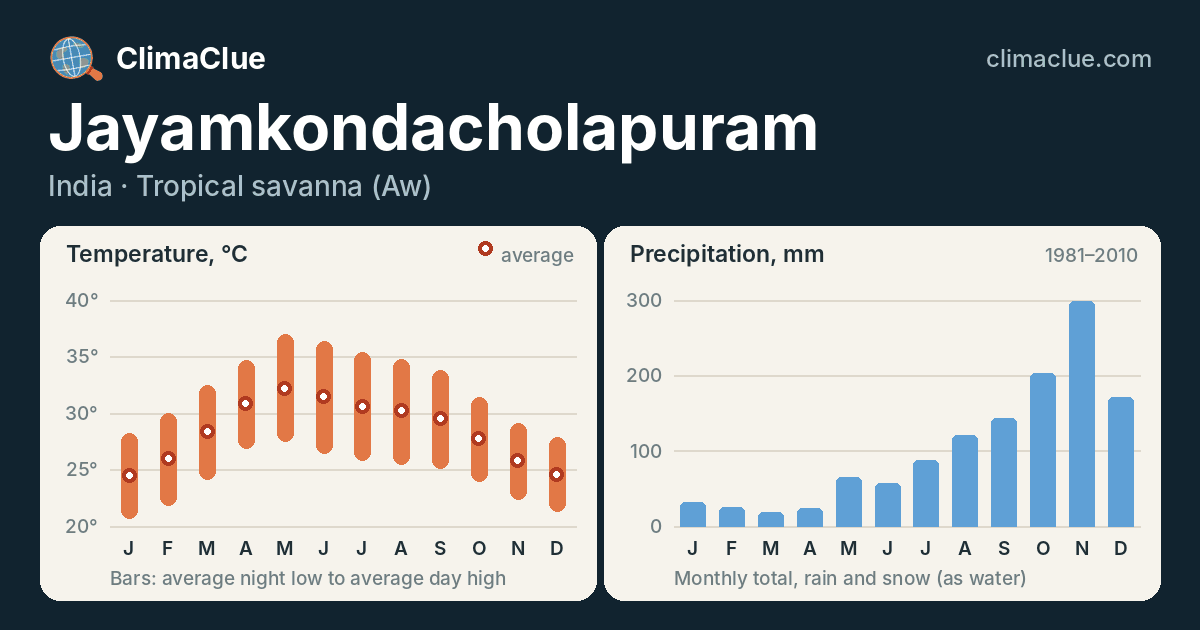 ClimaClue
climaclue.com
Jayamkondacholapuram
India · Tropical savanna (Aw)
Temperature, °C
average
40°
35°
30°
25°
20°
J F M A M J J A S O N D
Bars: average night low to average day high
Precipitation, mm
1981–2010
300
200
100
0
J F M A M J J A S O N D
Monthly total, rain and snow (as water)